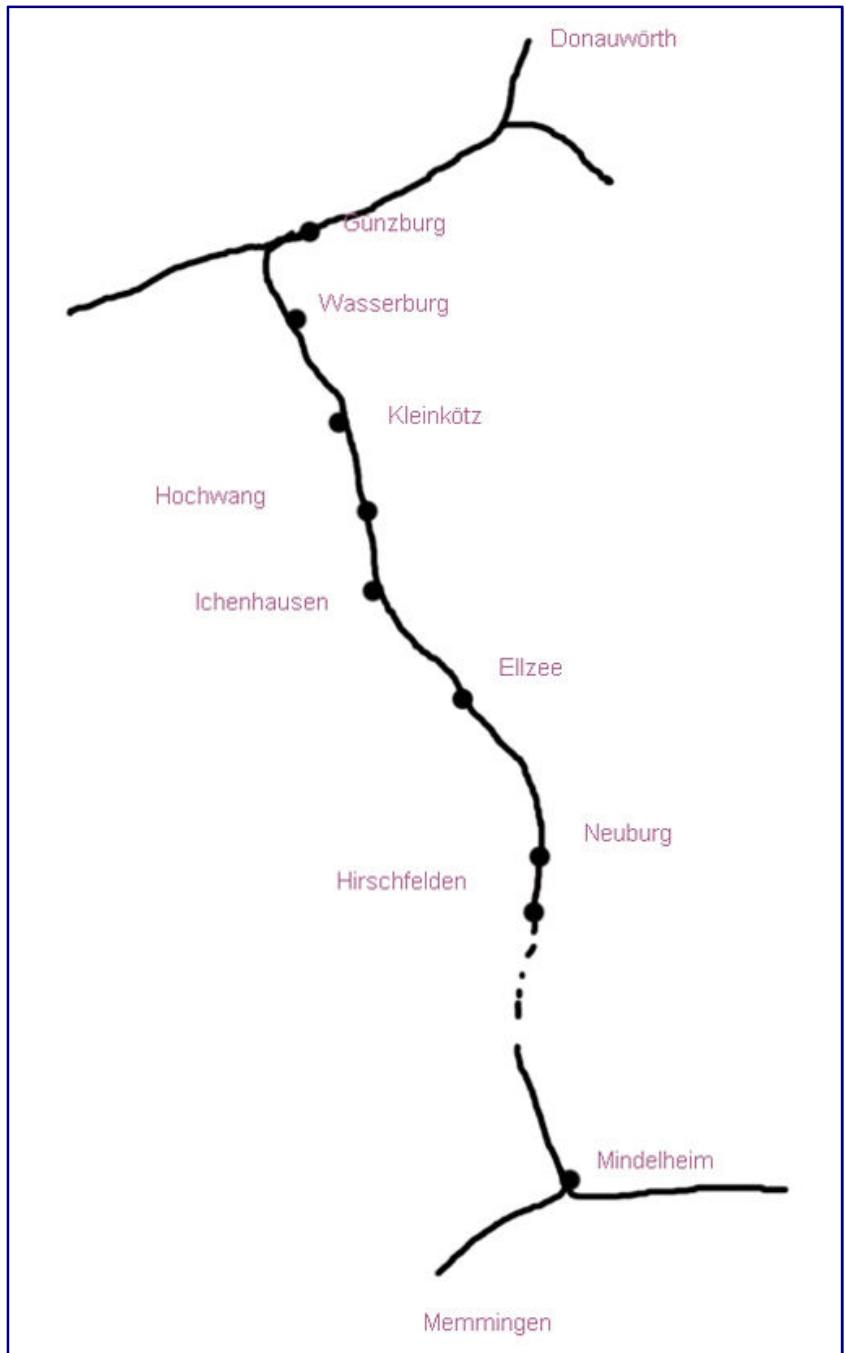 Donauwörth
Günzburg
Wasserburg
Kleinkötz
Hochwang
Ichenhausen
Ellzee
Neuburg
Hirschfelden
Mindelheim
Memmingen